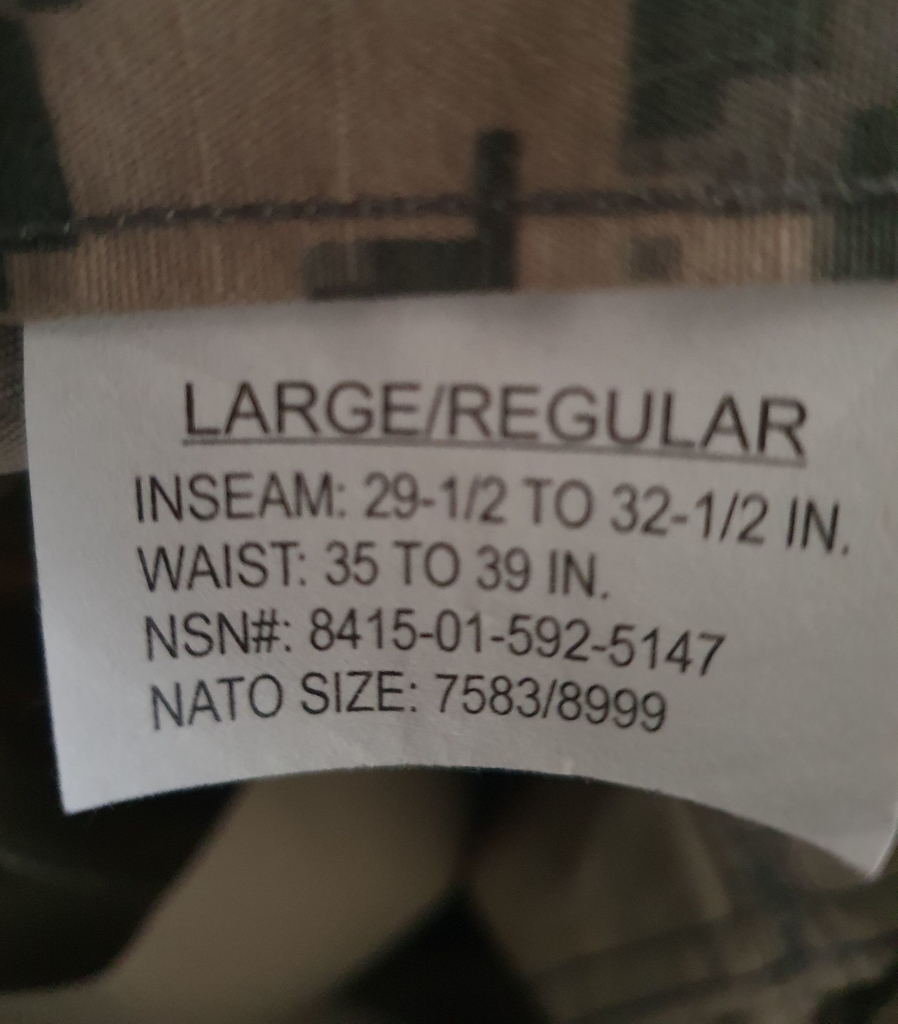 LARGE/REGULAR
INSEAM: 29-1/2 TO 32-1/2 IN.
WAIST: 35 TO 39 IN.
NSN#: 8415-01-592-5147
NATO SIZE: 7583/8999